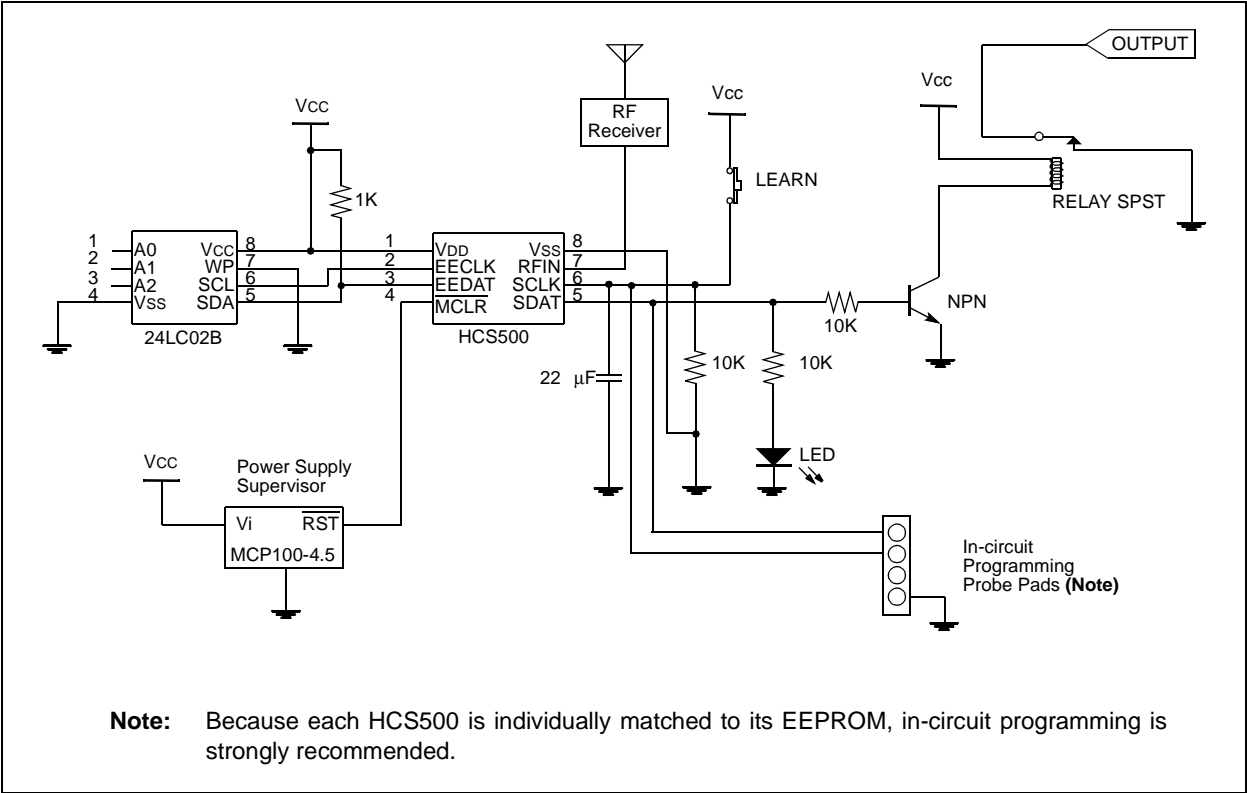 OUTPUT
VCC
VCC
VCC
RF
Receiver
LEARN
1K
RELAY SPST
1 A0 VCC 8
2 A1 WP 7
3 A2 SCL 6
4 VSS SDA 5
24LC02B
1 VDD VSS 8
2 EECLK RFIN 7
3 EEDAT SCLK 6
4 MCLR SDAT 5
HCS500
NPN
10K
22 µF
10K
10K
LED
VCC
Power Supply
Supervisor
Vi RST
MCP100-4.5
In-circuit
Programming
Probe Pads (Note)
Note: Because each HCS500 is individually matched to its EEPROM, in-circuit programming is
strongly recommended.